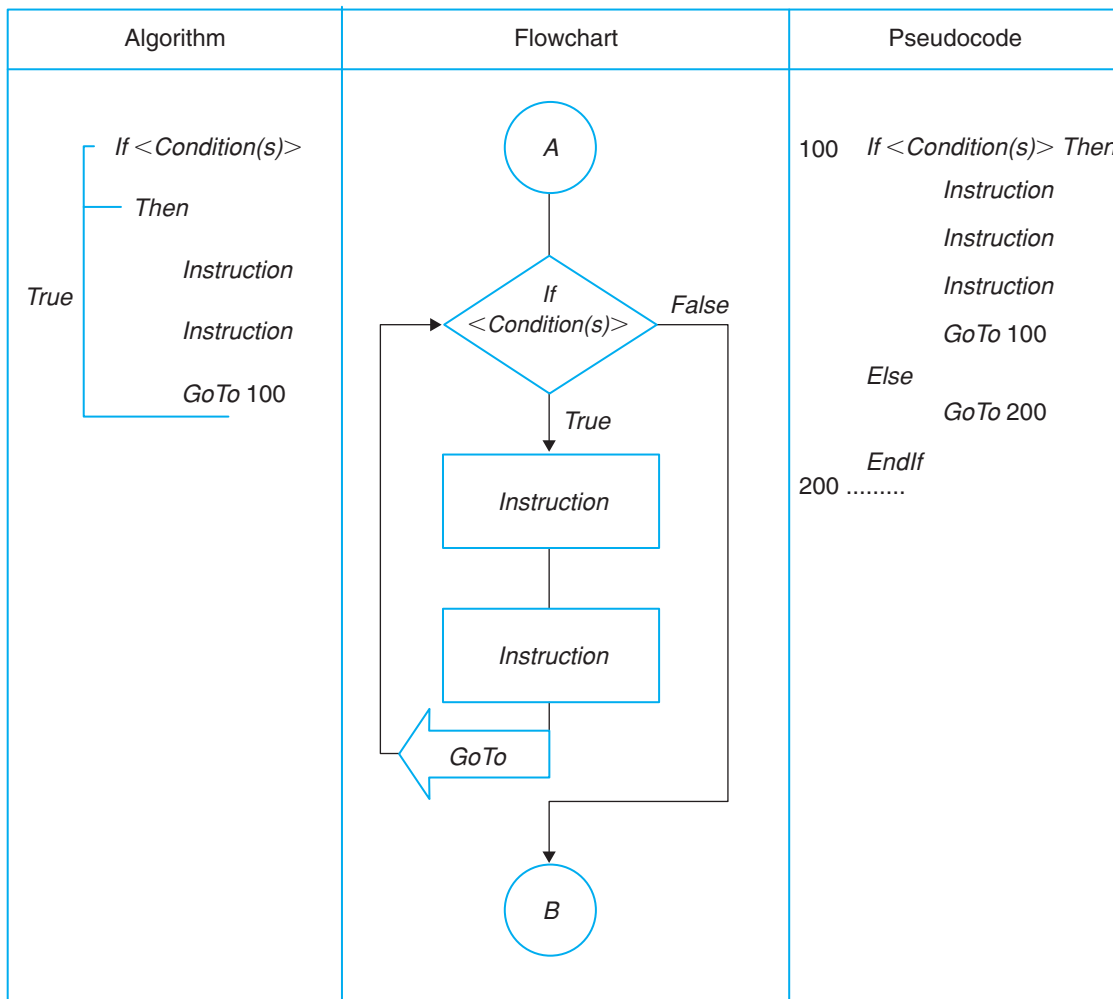 Algorithm
Flowchart
Pseudocode
If <Condition(s)>
Then
True
Instruction
Instruction
GoTo 100
A
If
<Condition(s)>
False
True
Instruction
Instruction
GoTo
B
100 If <Condition(s)> Then
Instruction
Instruction
Instruction
GoTo 100
Else
GoTo 200
EndIf
200 .........